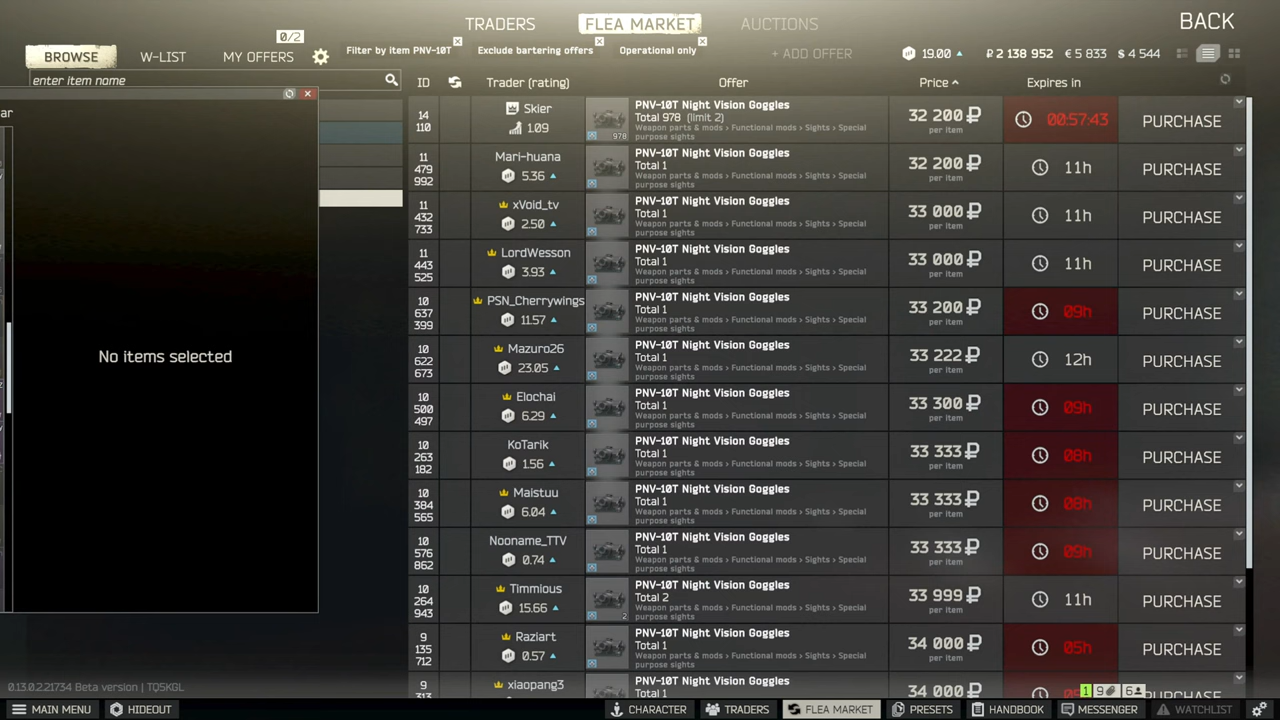 TRADERS FLEA MARKET AUCTIONS BACK
0/2
BROWSE W-LIST MY OFFERS Filter by item PNV-10T Exclude bartering offers Operational only + ADD OFFER 19.00 ₽ 2 138 952 € 5 833 $ 4 544
enter item name
ID Trader (rating) Offer Price Expires in
ar
No items selected
14 110 Skier 1.09 PNV-10T Night Vision Goggles 32 200 ₽ 00:57:43 PURCHASE
Total 978 (limit 2)
Weapon parts & mods › Functional mods › Sights › Special purpose sights
978
per item
11 479 992 Mari-huana 5.36 PNV-10T Night Vision Goggles 32 200 ₽ 11h PURCHASE
Total 1
Weapon parts & mods › Functional mods › Sights › Special purpose sights
per item
11 432 733 xVoid_tv 2.50 PNV-10T Night Vision Goggles 33 000 ₽ 11h PURCHASE
Total 1
Weapon parts & mods › Functional mods › Sights › Special purpose sights
per item
11 443 525 LordWesson 3.93 PNV-10T Night Vision Goggles 33 000 ₽ 11h PURCHASE
Total 1
Weapon parts & mods › Functional mods › Sights › Special purpose sights
per item
10 637 399 PSN_Cherrywings 11.57 PNV-10T Night Vision Goggles 33 200 ₽ 09h PURCHASE
Total 1
Weapon parts & mods › Functional mods › Sights › Special purpose sights
per item
10 622 673 Mazuro26 23.05 PNV-10T Night Vision Goggles 33 222 ₽ 12h PURCHASE
Total 1
Weapon parts & mods › Functional mods › Sights › Special purpose sights
per item
10 500 497 Elochai 6.29 PNV-10T Night Vision Goggles 33 300 ₽ 09h PURCHASE
Total 1
Weapon parts & mods › Functional mods › Sights › Special purpose sights
per item
10 263 182 KoTarik 1.56 PNV-10T Night Vision Goggles 33 333 ₽ 08h PURCHASE
Total 1
Weapon parts & mods › Functional mods › Sights › Special purpose sights
per item
10 384 565 Maistuu 6.04 PNV-10T Night Vision Goggles 33 333 ₽ 08h PURCHASE
Total 1
Weapon parts & mods › Functional mods › Sights › Special purpose sights
per item
10 576 862 Nooname_TTV 0.74 PNV-10T Night Vision Goggles 33 333 ₽ 09h PURCHASE
Total 1
Weapon parts & mods › Functional mods › Sights › Special purpose sights
per item
10 264 943 Timmious 15.66 PNV-10T Night Vision Goggles 33 999 ₽ 11h PURCHASE
Total 2
Weapon parts & mods › Functional mods › Sights › Special purpose sights
2
per item
9 135 712 Raziart 0.57 PNV-10T Night Vision Goggles 34 000 ₽ 05h PURCHASE
Total 1
Weapon parts & mods › Functional mods › Sights › Special purpose sights
per item
9 xiaopang3 PNV-10T Night Vision Goggles 34 000 ₽ PURCHASE
Total 1
0.13.0.2.21734 Beta version | TQ5KGL
1 9 6
MAIN MENU HIDEOUT CHARACTER TRADERS FLEA MARKET PRESETS HANDBOOK MESSENGER WATCHLIST